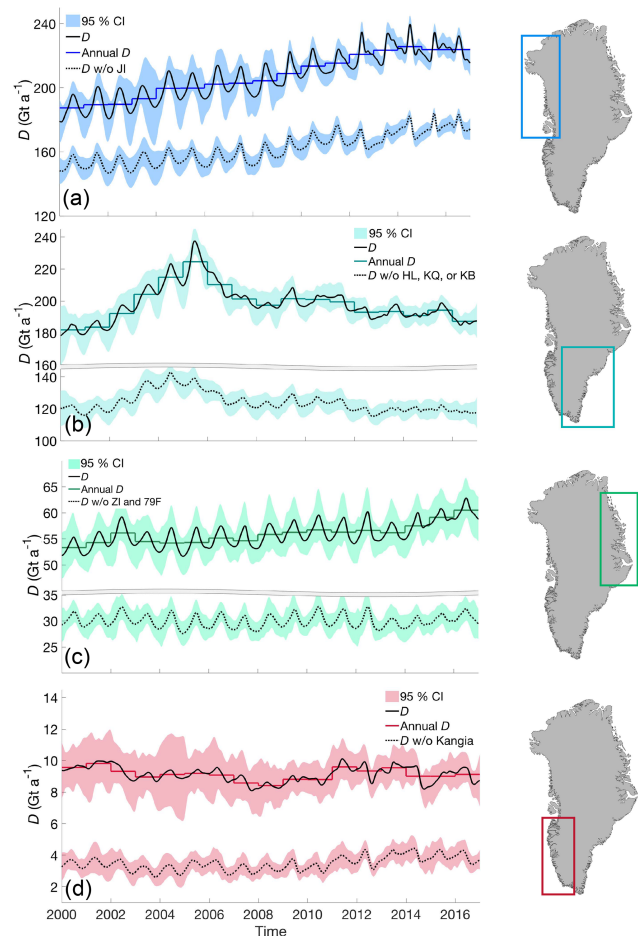 240
95 % CI
D
Annual D
D w/o JI
200
160
120
D (Gt a⁻¹)
(a)
240
95 % CI
D
Annual D
D w/o HL, KQ, or KB
220
200
180
160
140
120
100
D (Gt a⁻¹)
(b)
95 % CI
D
Annual D
D w/o ZI and 79F
65
60
55
50
35
30
25
D (Gt a⁻¹)
(c)
95 % CI
D
Annual D
D w/o Kangia
14
12
10
8
6
4
2
D (Gt a⁻¹)
(d)
2000 2002 2004 2006 2008 2010 2012 2014 2016
Time